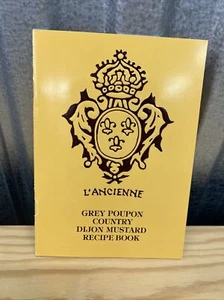 L'ANCIENNE
GREY POUPON
COUNTRY
DIJON MUSTARD
RECIPE BOOK